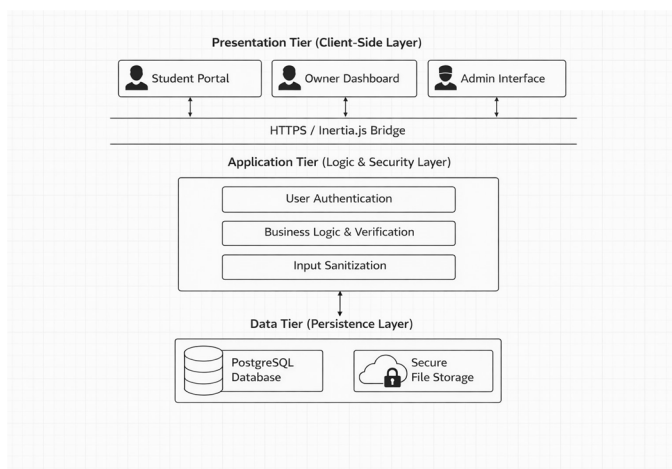 Presentation Tier (Client-Side Layer)
Student Portal
Owner Dashboard
Admin Interface
HTTPS / Inertia.js Bridge
Application Tier (Logic & Security Layer)
User Authentication
Business Logic & Verification
Input Sanitization
Data Tier (Persistence Layer)
PostgreSQL
Database
Secure
File Storage